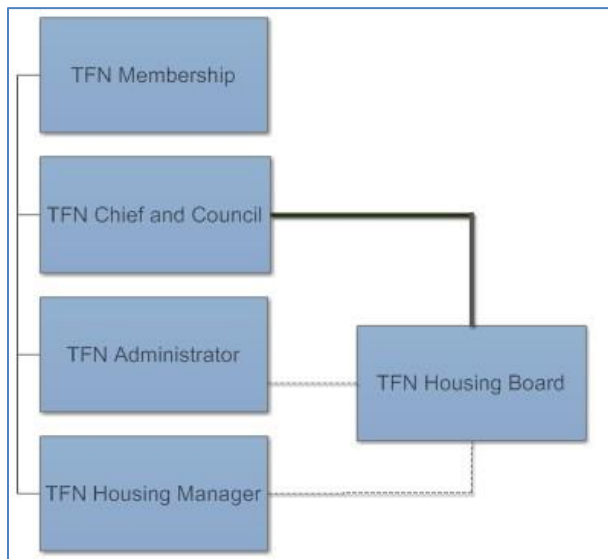 TFN Membership
TFN Chief and Council
TFN Administrator
TFN Housing Board
TFN Housing Manager